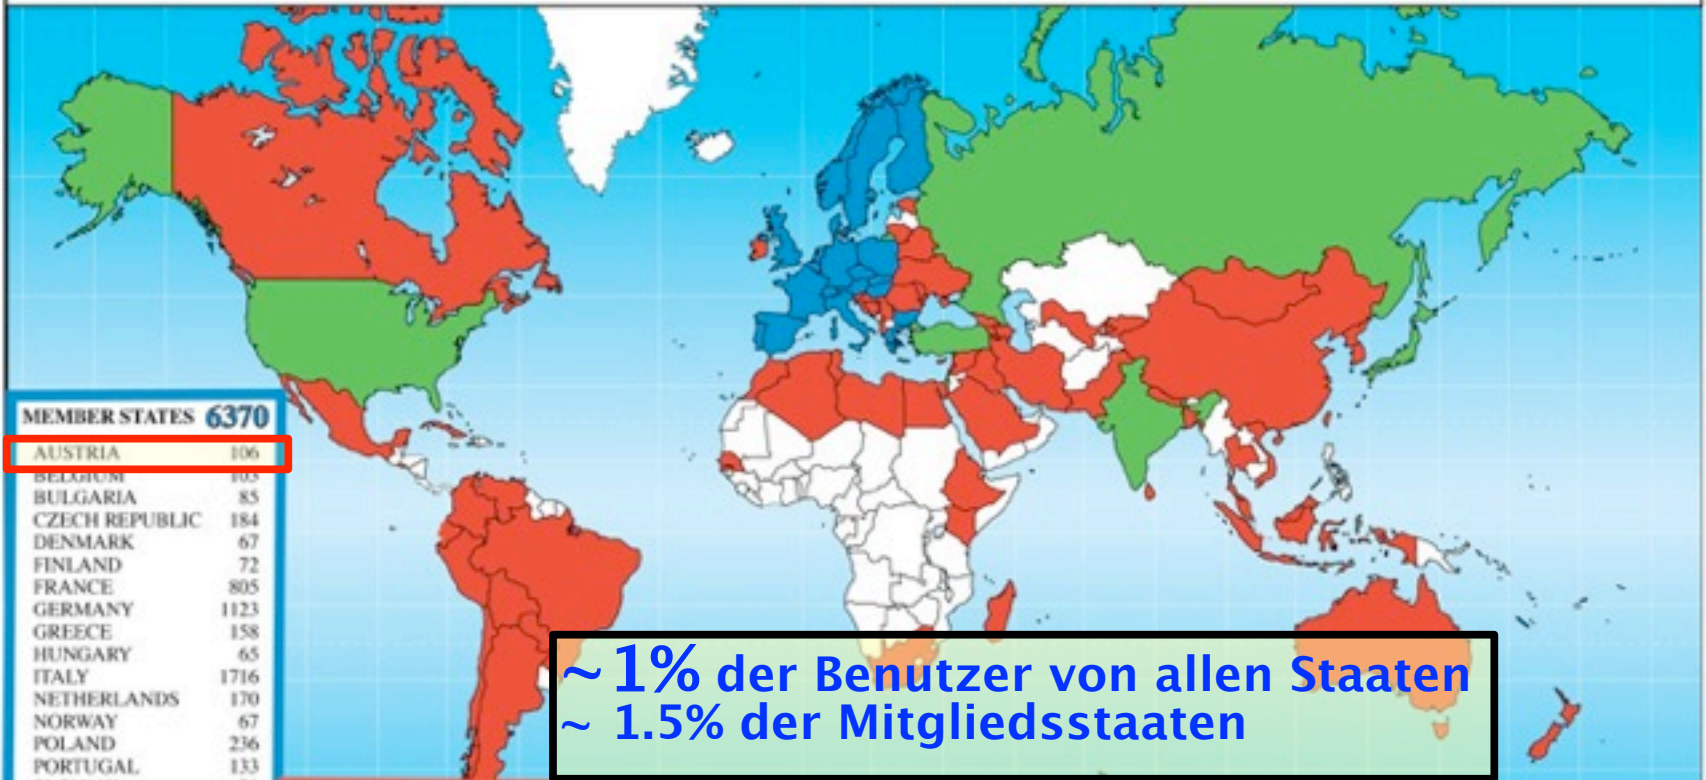 MEMBER STATES 6370
AUSTRIA 106
BELGIUM 103
BULGARIA 85
CZECH REPUBLIC 184
DENMARK 67
FINLAND 72
FRANCE 805
GERMANY 1123
GREECE 158
HUNGARY 65
ITALY 1716
NETHERLANDS 170
NORWAY 67
POLAND 236
PORTUGAL 133
~1% der Benutzer von allen Staaten
~ 1.5% der Mitgliedsstaaten